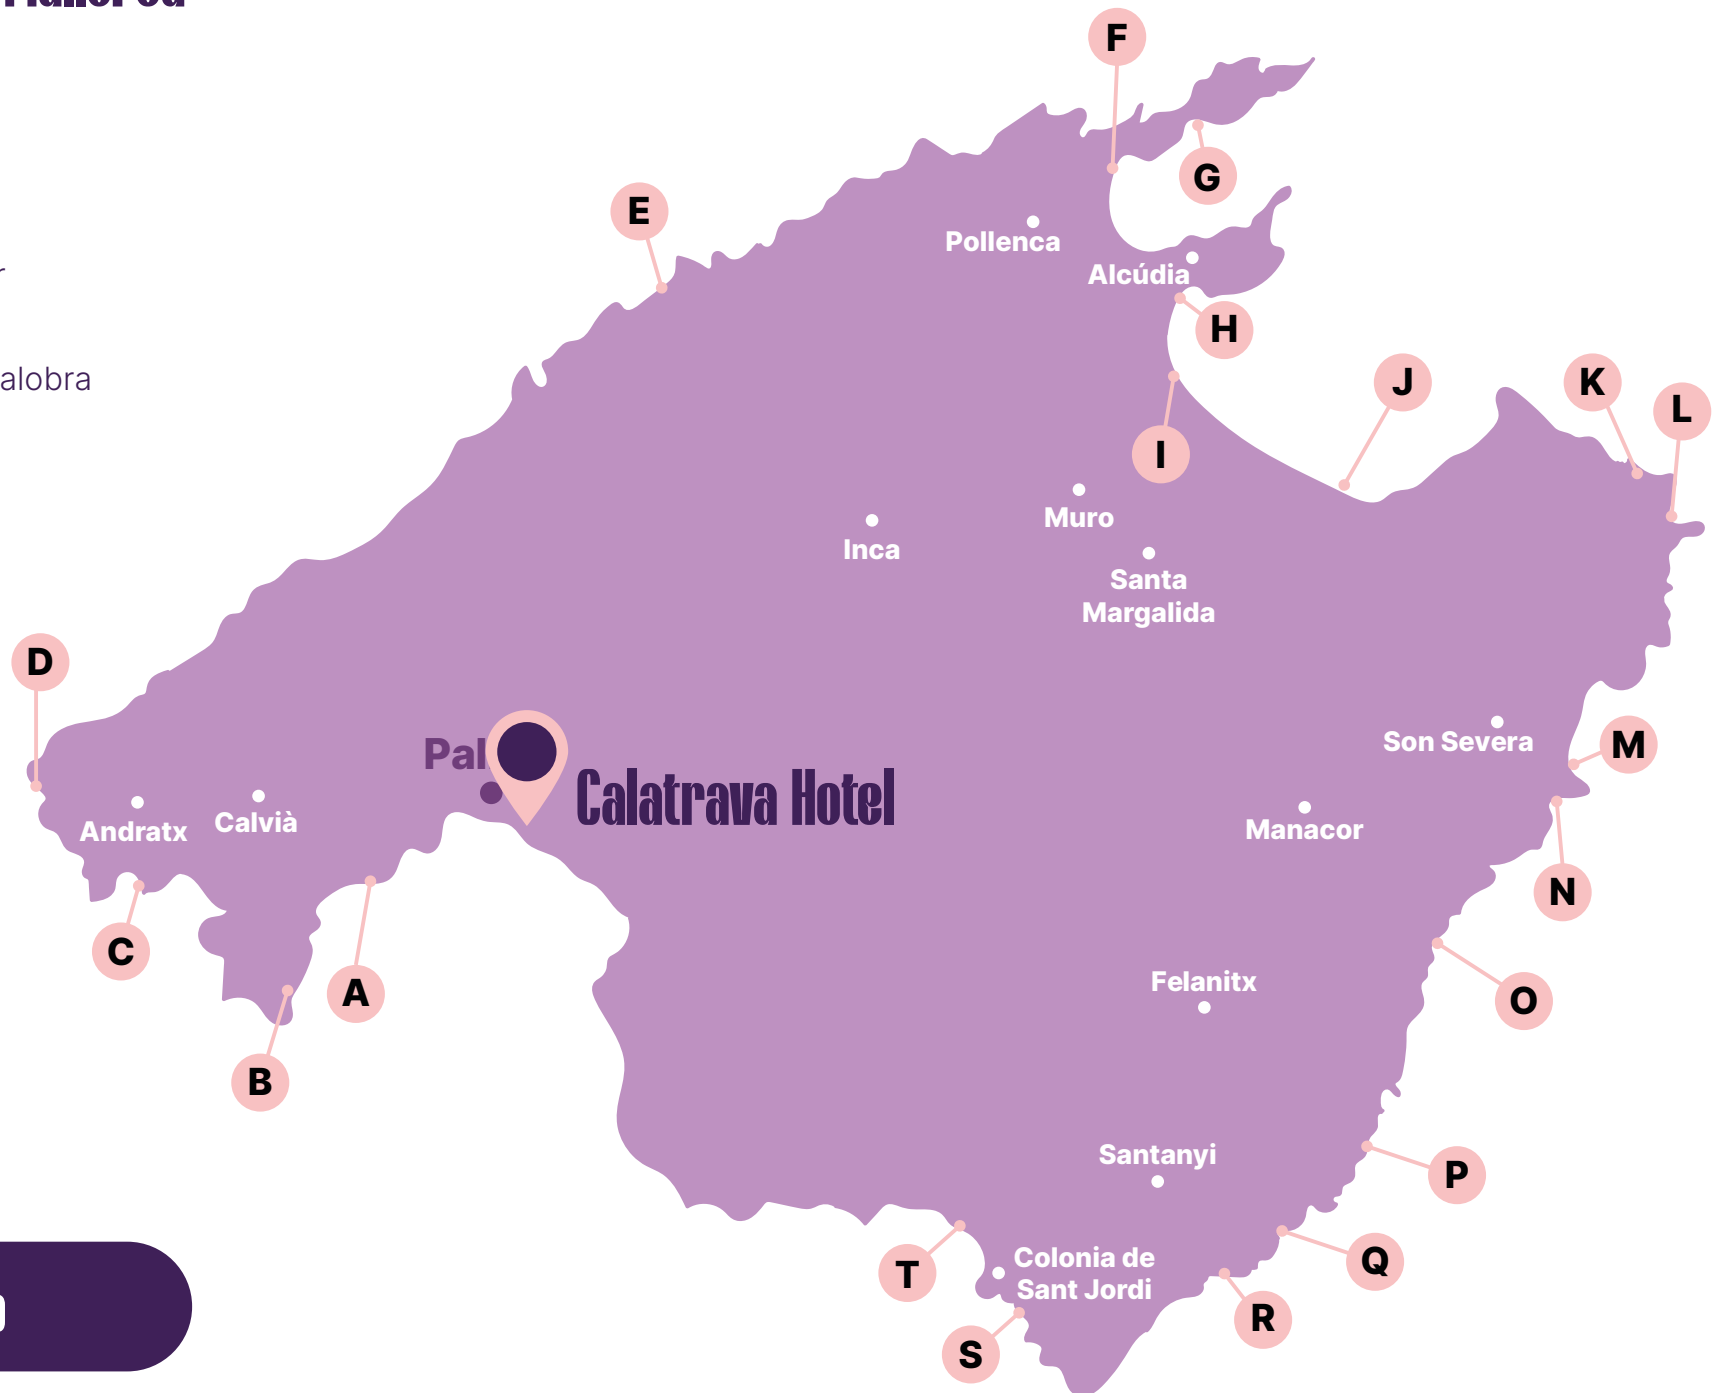 F
G
E
Pollenca
Alcúdia
H
J
K
L
I
Muro
Inca
Santa
Margalida
alobra
D
Son Severa
M
Calatrava Hotel
Andratx
Calvià
Manacor
N
C
A
Felanitx
O
B
Santanyi
P
T
Colonia de
Sant Jordi
Q
R
S